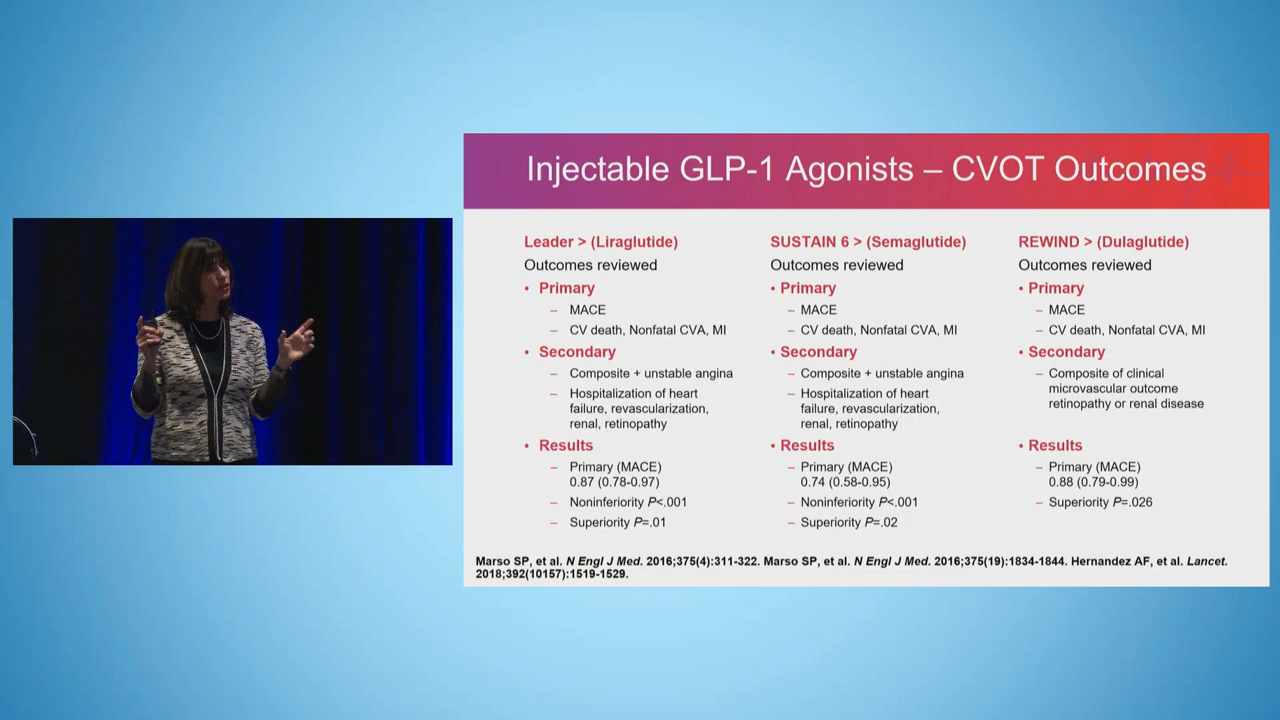 Injectable GLP-1 Agonists – CVOT Outcomes
Leader > (Liraglutide)
Outcomes reviewed
• Primary
– MACE
– CV death, Nonfatal CVA, MI
• Secondary
– Composite + unstable angina
– Hospitalization of heart
failure, revascularization,
renal, retinopathy
• Results
– Primary (MACE)
0.87 (0.78-0.97)
– Noninferiority P<.001
– Superiority P=.01
SUSTAIN 6 > (Semaglutide)
Outcomes reviewed
• Primary
– MACE
– CV death, Nonfatal CVA, MI
• Secondary
– Composite + unstable angina
– Hospitalization of heart
failure, revascularization,
renal, retinopathy
• Results
– Primary (MACE)
0.74 (0.58-0.95)
– Noninferiority P<.001
– Superiority P=.02
REWIND > (Dulaglutide)
Outcomes reviewed
• Primary
– MACE
– CV death, Nonfatal CVA, MI
• Secondary
– Composite of clinical
microvascular outcome
retinopathy or renal disease
• Results
– Primary (MACE)
0.88 (0.79-0.99)
– Superiority P=.026
Marso SP, et al. N Engl J Med. 2016;375(4):311-322. Marso SP, et al. N Engl J Med. 2016;375(19):1834-1844. Hernandez AF, et al. Lancet.
2018;392(10157):1519-1529.